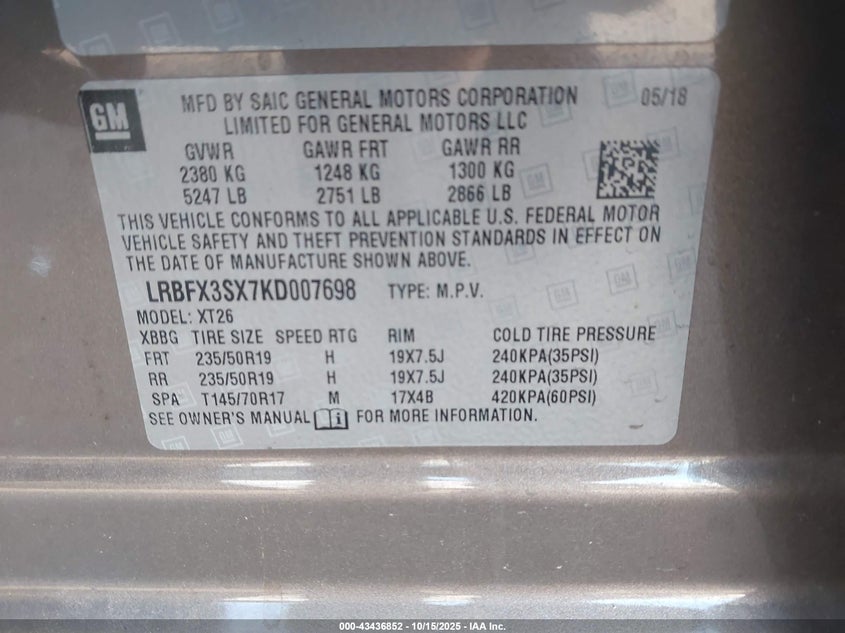 GM
MFD BY SAIC GENERAL MOTORS CORPORATION 05/18
LIMITED FOR GENERAL MOTORS LLC
GVWR GAWR FRT GAWR RR
2380 KG 1248 KG 1300 KG
5247 LB 2751 LB 2866 LB
THIS VEHICLE CONFORMS TO ALL APPLICABLE U.S. FEDERAL MOTOR
VEHICLE SAFETY AND THEFT PREVENTION STANDARDS IN EFFECT ON
THE DATE OF MANUFACTURE SHOWN ABOVE.
LRBFX3SX7KD007698 TYPE: M.P.V.
MODEL: XT26
XBBG TIRE SIZE SPEED RTG RIM COLD TIRE PRESSURE
FRT 235/50R19 H 19X7.5J 240KPA(35PSI)
RR 235/50R19 H 19X7.5J 240KPA(35PSI)
SPA T145/70R17 M 17X4B 420KPA(60PSI)
SEE OWNER'S MANUAL FOR MORE INFORMATION.
000-43436852 - 10/15/2025 - IAA Inc.